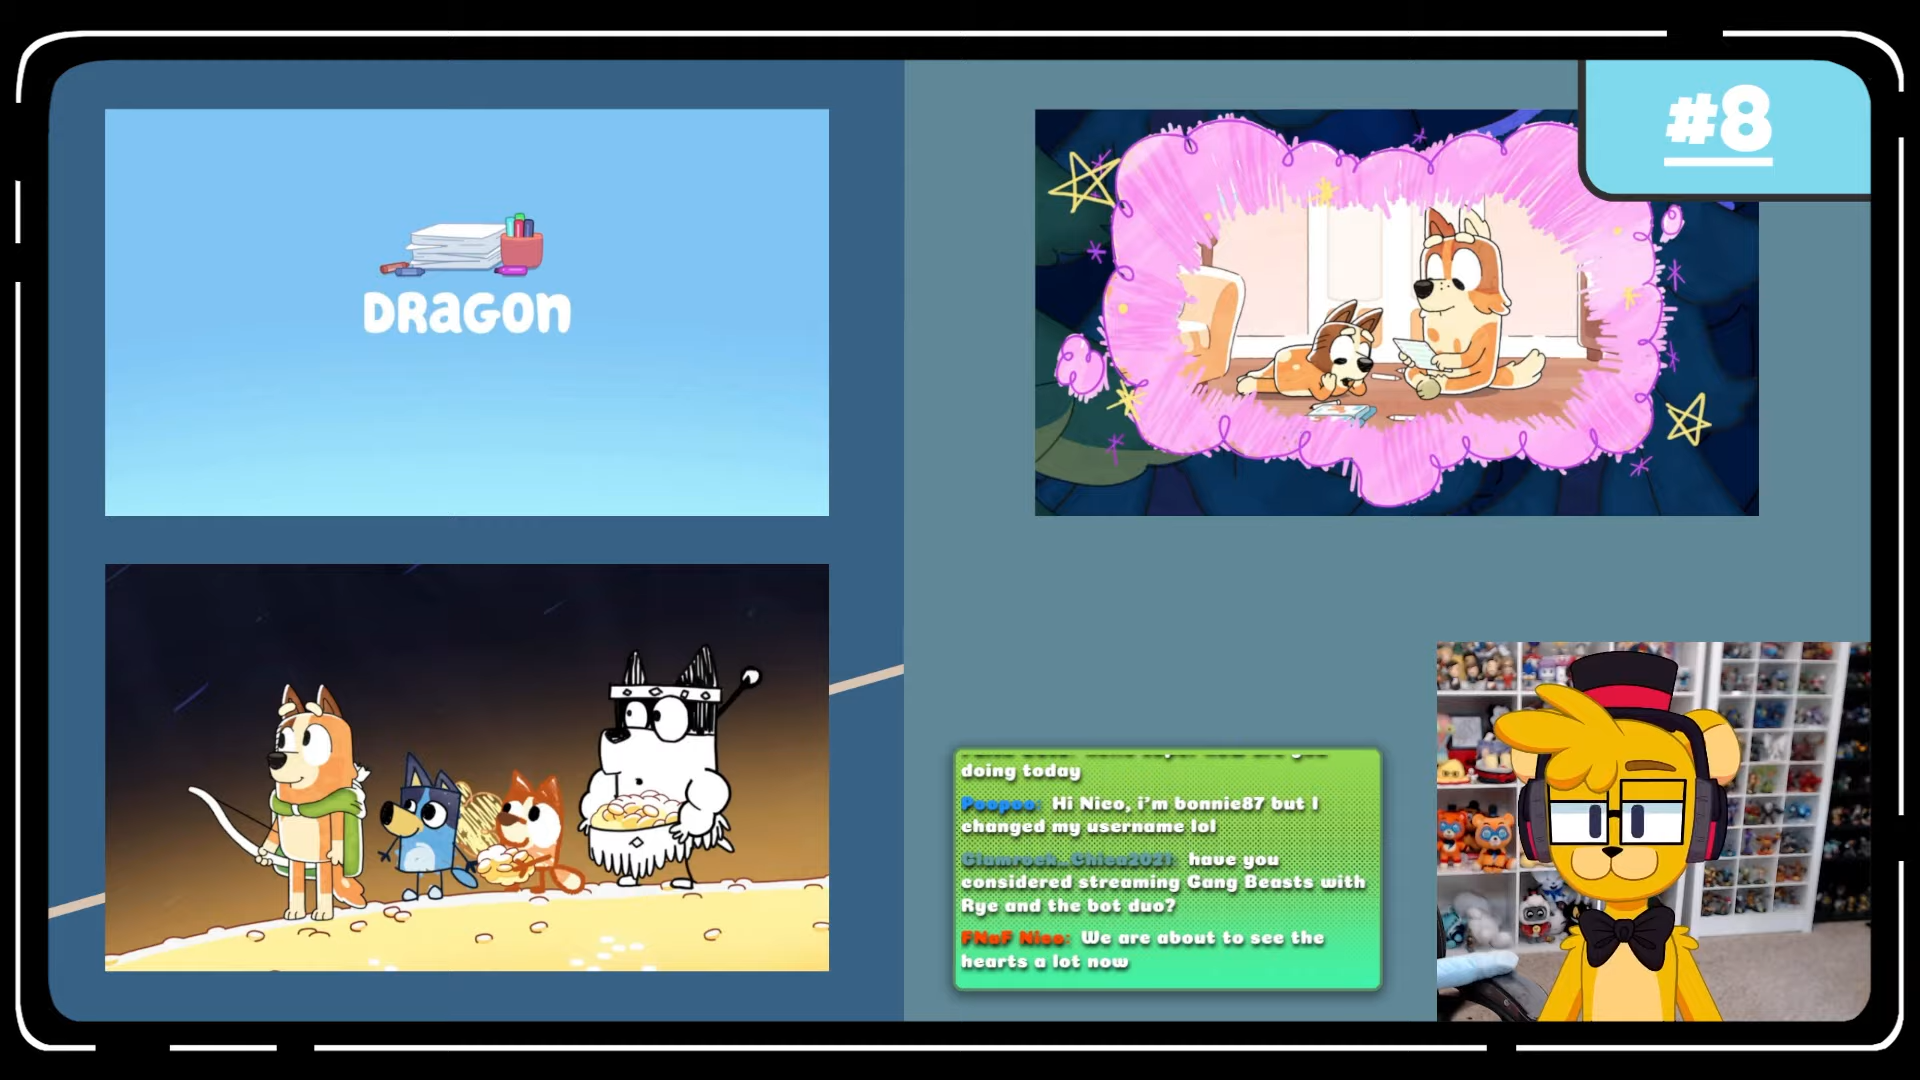 #8
DRAGON
doing today
Poopoo: Hi Nico, i'm bonnie87 but I
changed my username lol
Glamrock_Chica2021 have you
considered streaming Gang Beasts with
Rye and the bot duo?
FNaF Nico: We are about to see the
hearts a lot now